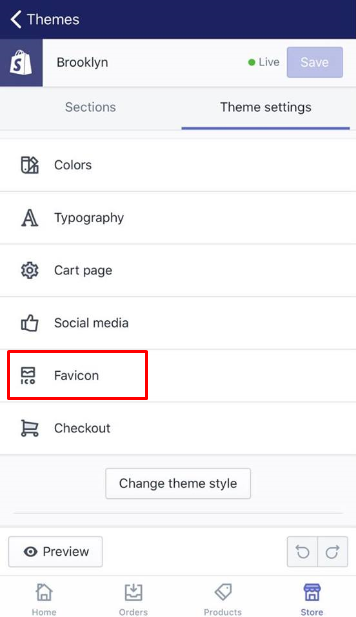 Themes
Brooklyn
Live
Save
Sections
Theme settings
Colors
Typography
Cart page
Social media
ICO
Favicon
Checkout
Change theme style
Preview
Home
Orders
Products
Store